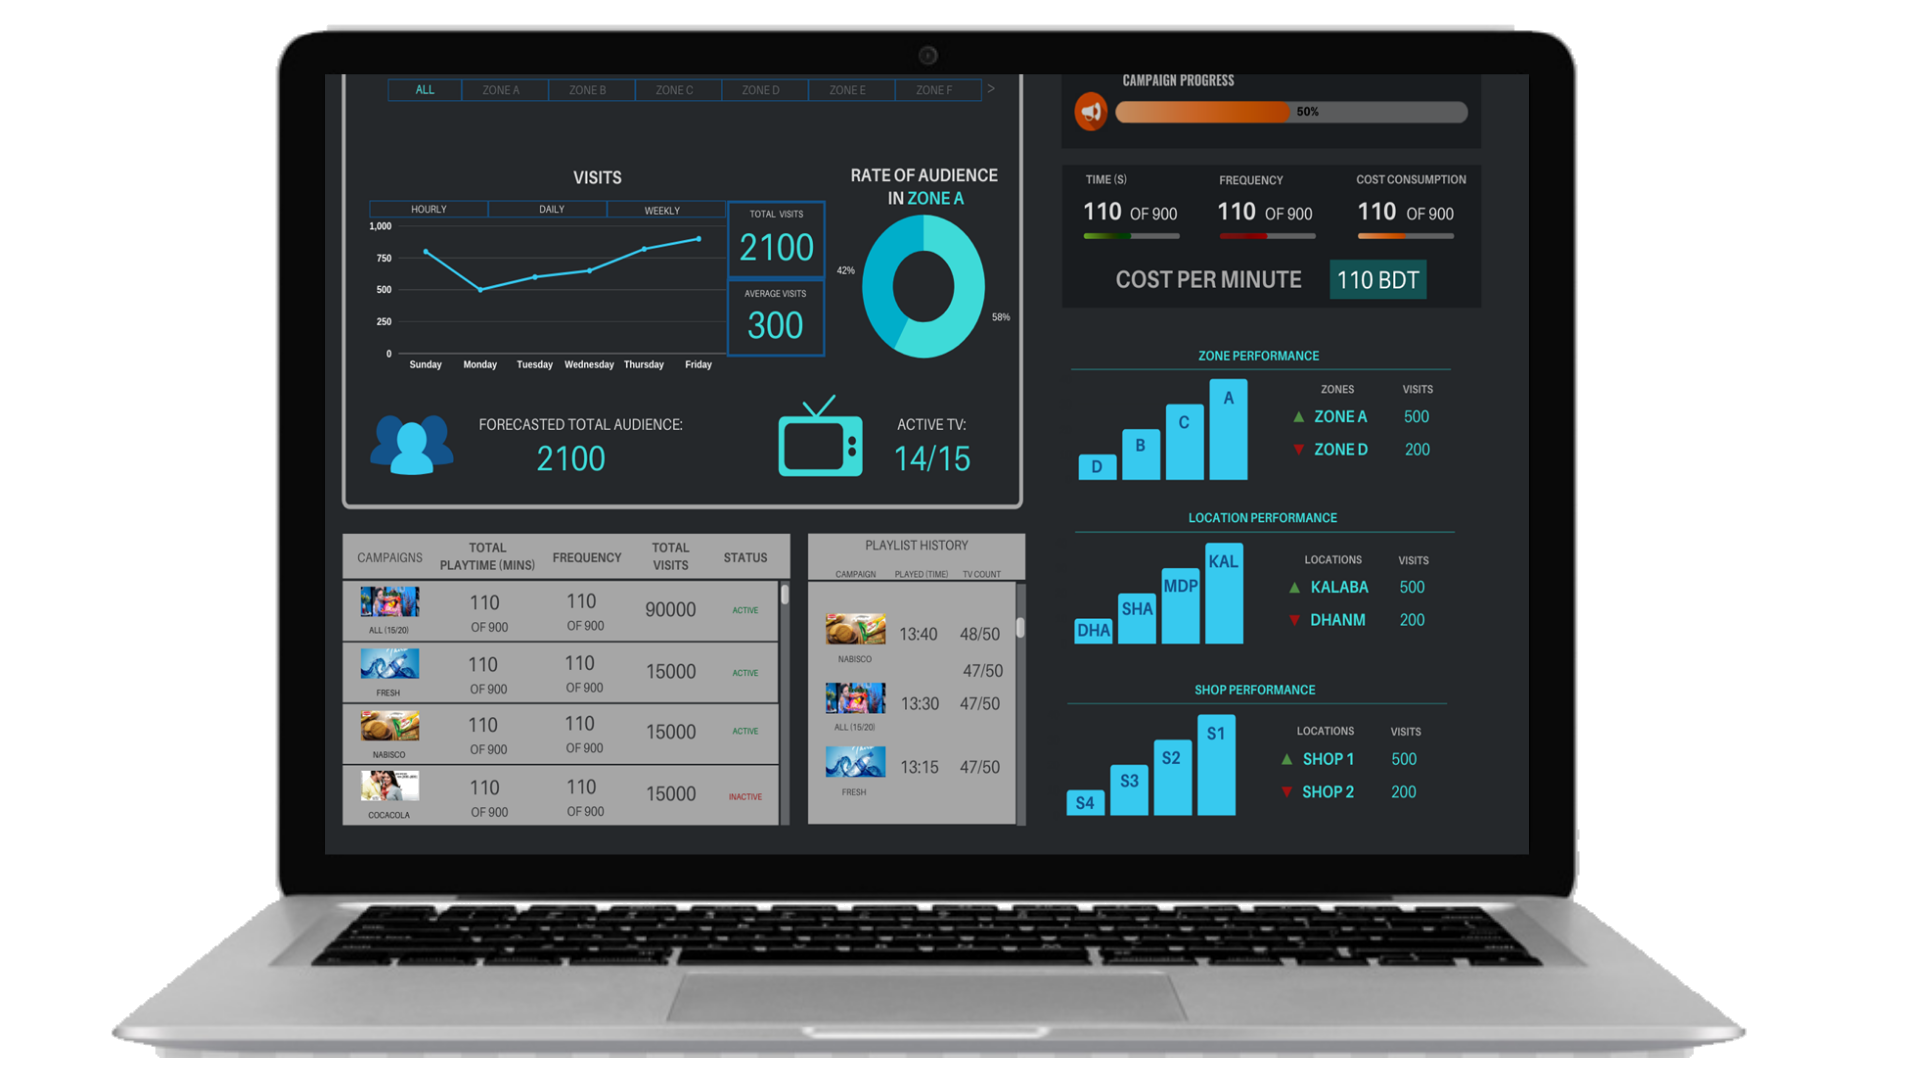 ALL ZONE A ZONE B ZONE C ZONE D ZONE E ZONE F >
VISITS
HOURLY DAILY WEEKLY
1,000
750
500
250
0
Sunday Monday Tuesday Wednesday Thursday Friday
TOTAL VISITS
2100
AVERAGE VISITS
300
RATE OF AUDIENCE
IN ZONE A
42%
58%
FORECASTED TOTAL AUDIENCE:
2100
ACTIVE TV:
14/15
CAMPAIGNS TOTAL PLAYTIME (MINS) FREQUENCY TOTAL VISITS STATUS
110 110 90000 ACTIVE
ALL (15/20) OF 900 OF 900
110 110 15000 ACTIVE
FRESH OF 900 OF 900
110 110 15000 ACTIVE
NABISCO OF 900 OF 900
110 110 15000 INACTIVE
COCACOLA OF 900 OF 900
PLAYLIST HISTORY
CAMPAIGN PLAYED (TIME) TV COUNT
13:40 48/50
NABISCO
47/50
13:30 47/50
ALL (15/20)
13:15 47/50
FRESH
CAMPAIGN PROGRESS
50%
TIME (S) FREQUENCY COST CONSUMPTION
110 OF 900 110 OF 900 110 OF 900
COST PER MINUTE 110 BDT
ZONE PERFORMANCE
D B C A
ZONES VISITS
ZONE A 500
ZONE D 200
LOCATION PERFORMANCE
DHA SHA MDP KAL
LOCATIONS VISITS
KALABA 500
DHANM 200
SHOP PERFORMANCE
S4 S3 S2 S1
LOCATIONS VISITS
SHOP 1 500
SHOP 2 200